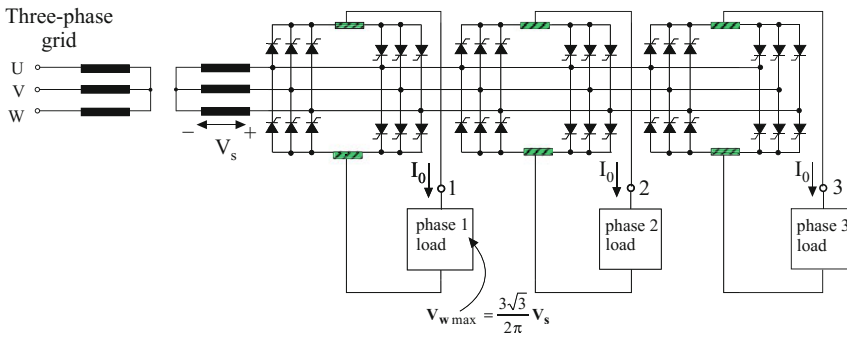 Three-phase
grid
U
V
W
− +
Vs
I0 1
I0 2
I0 3
phase 1
load
phase 2
load
phase 3
load
Vw max = 3√3/2π Vs